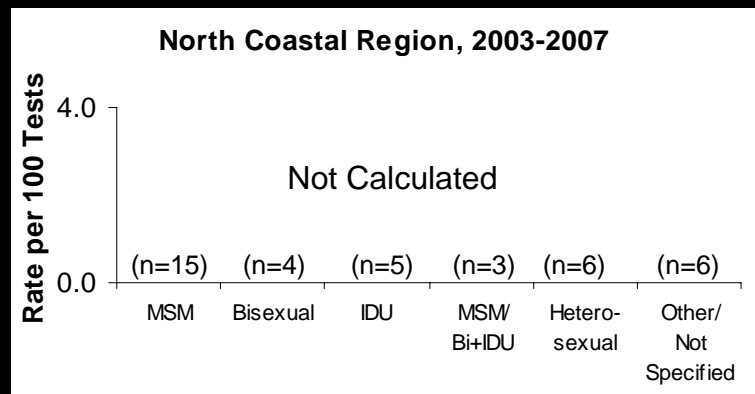 North Coastal Region, 2003-2007
Rate per 100 Tests
4.0
Not Calculated
0.0
(n=15) (n=4) (n=5) (n=3) (n=6) (n=6)
MSM Bisexual IDU MSM/ Hetero- Other/
Bi+IDU sexual Not
Specified